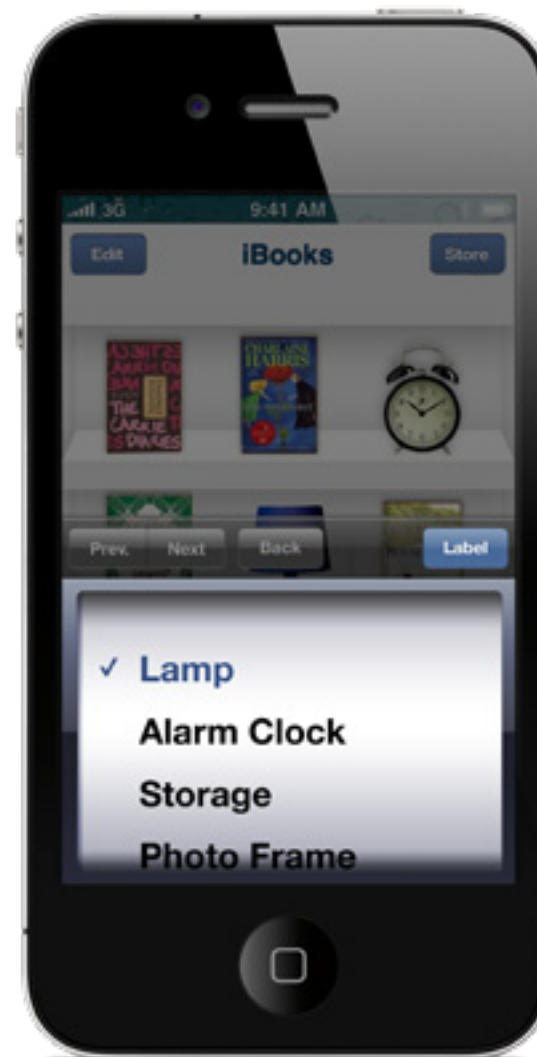 3G 9:41 AM
Edit iBooks Store
THE
CARRIE
DIARIES
CHARLAINE
HARRIS
Prev. Next Back Label
✓ Lamp
Alarm Clock
Storage
Photo Frame